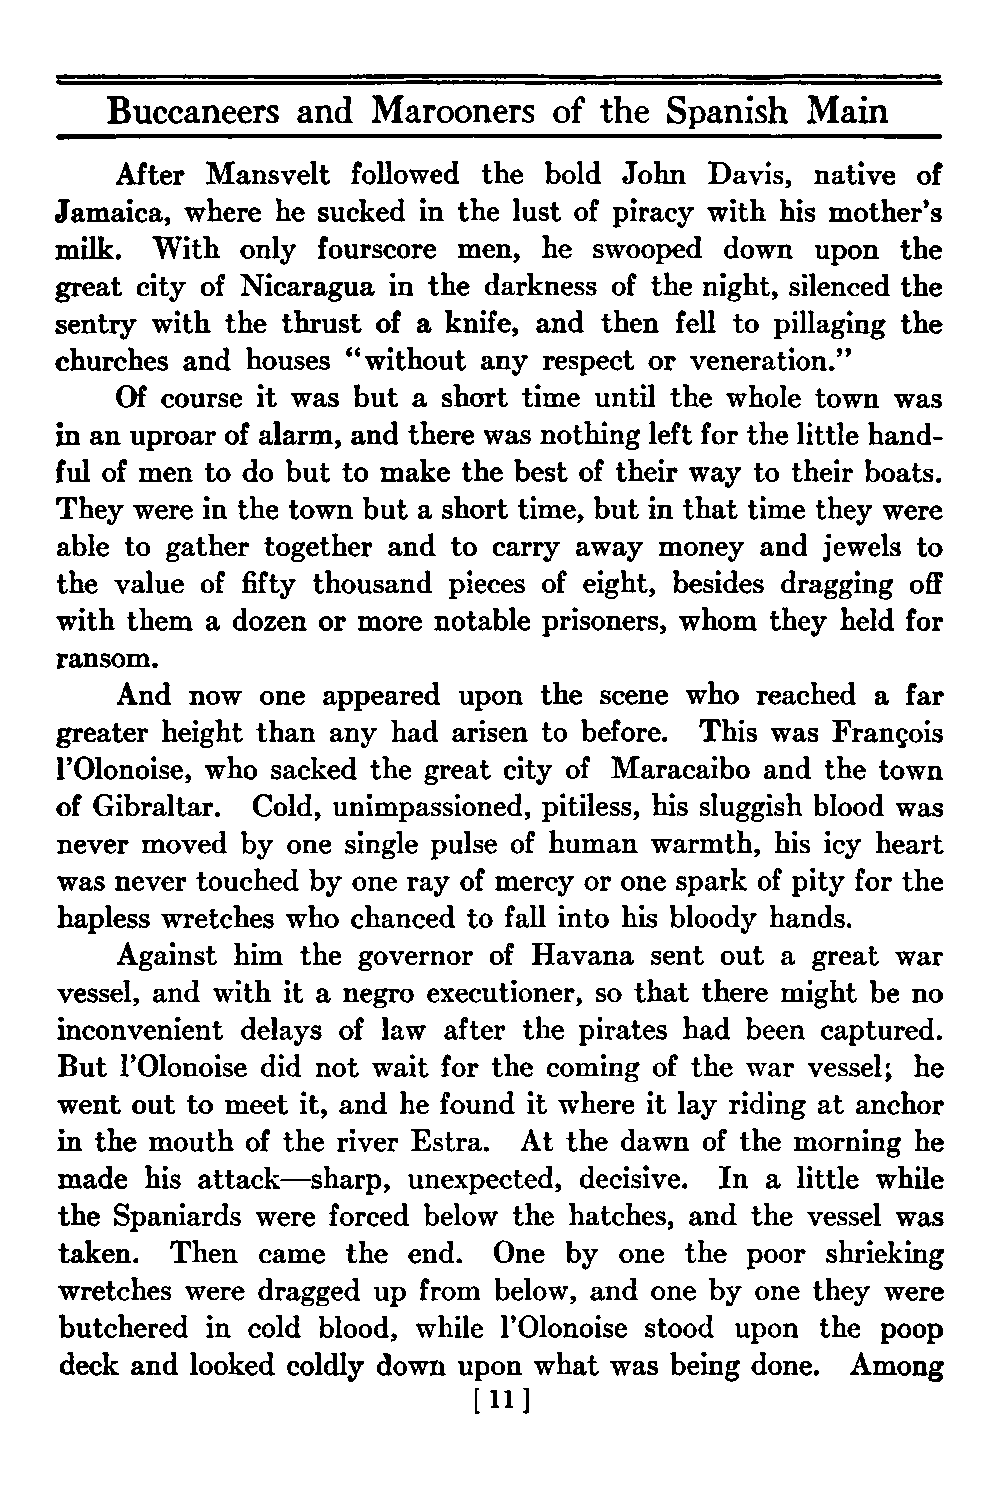 Buccaneers and Marooners of the Spanish Main
After Mansvelt followed the bold John Davis, native of
Jamaica, where he sucked in the lust of piracy with his mother's
milk. With only fourscore men, he swooped down upon the
great city of Nicaragua in the darkness of the night, silenced the
sentry with the thrust of a knife, and then fell to pillaging the
churches and houses “without any respect or veneration.”
Of course it was but a short time until the whole town was
in an uproar of alarm, and there was nothing left for the little hand-
ful of men to do but to make the best of their way to their boats.
They were in the town but a short time, but in that time they were
able to gather together and to carry away money and jewels to
the value of fifty thousand pieces of eight, besides dragging off
with them a dozen or more notable prisoners, whom they held for
ransom.
And now one appeared upon the scene who reached a far
greater height than any had arisen to before. This was François
l'Olonoise, who sacked the great city of Maracaibo and the town
of Gibraltar. Cold, unimpassioned, pitiless, his sluggish blood was
never moved by one single pulse of human warmth, his icy heart
was never touched by one ray of mercy or one spark of pity for the
hapless wretches who chanced to fall into his bloody hands.
Against him the governor of Havana sent out a great war
vessel, and with it a negro executioner, so that there might be no
inconvenient delays of law after the pirates had been captured.
But l'Olonoise did not wait for the coming of the war vessel; he
went out to meet it, and he found it where it lay riding at anchor
in the mouth of the river Estra. At the dawn of the morning he
made his attack—sharp, unexpected, decisive. In a little while
the Spaniards were forced below the hatches, and the vessel was
taken. Then came the end. One by one the poor shrieking
wretches were dragged up from below, and one by one they were
butchered in cold blood, while l'Olonoise stood upon the poop
deck and looked coldly down upon what was being done. Among
[ 11 ]